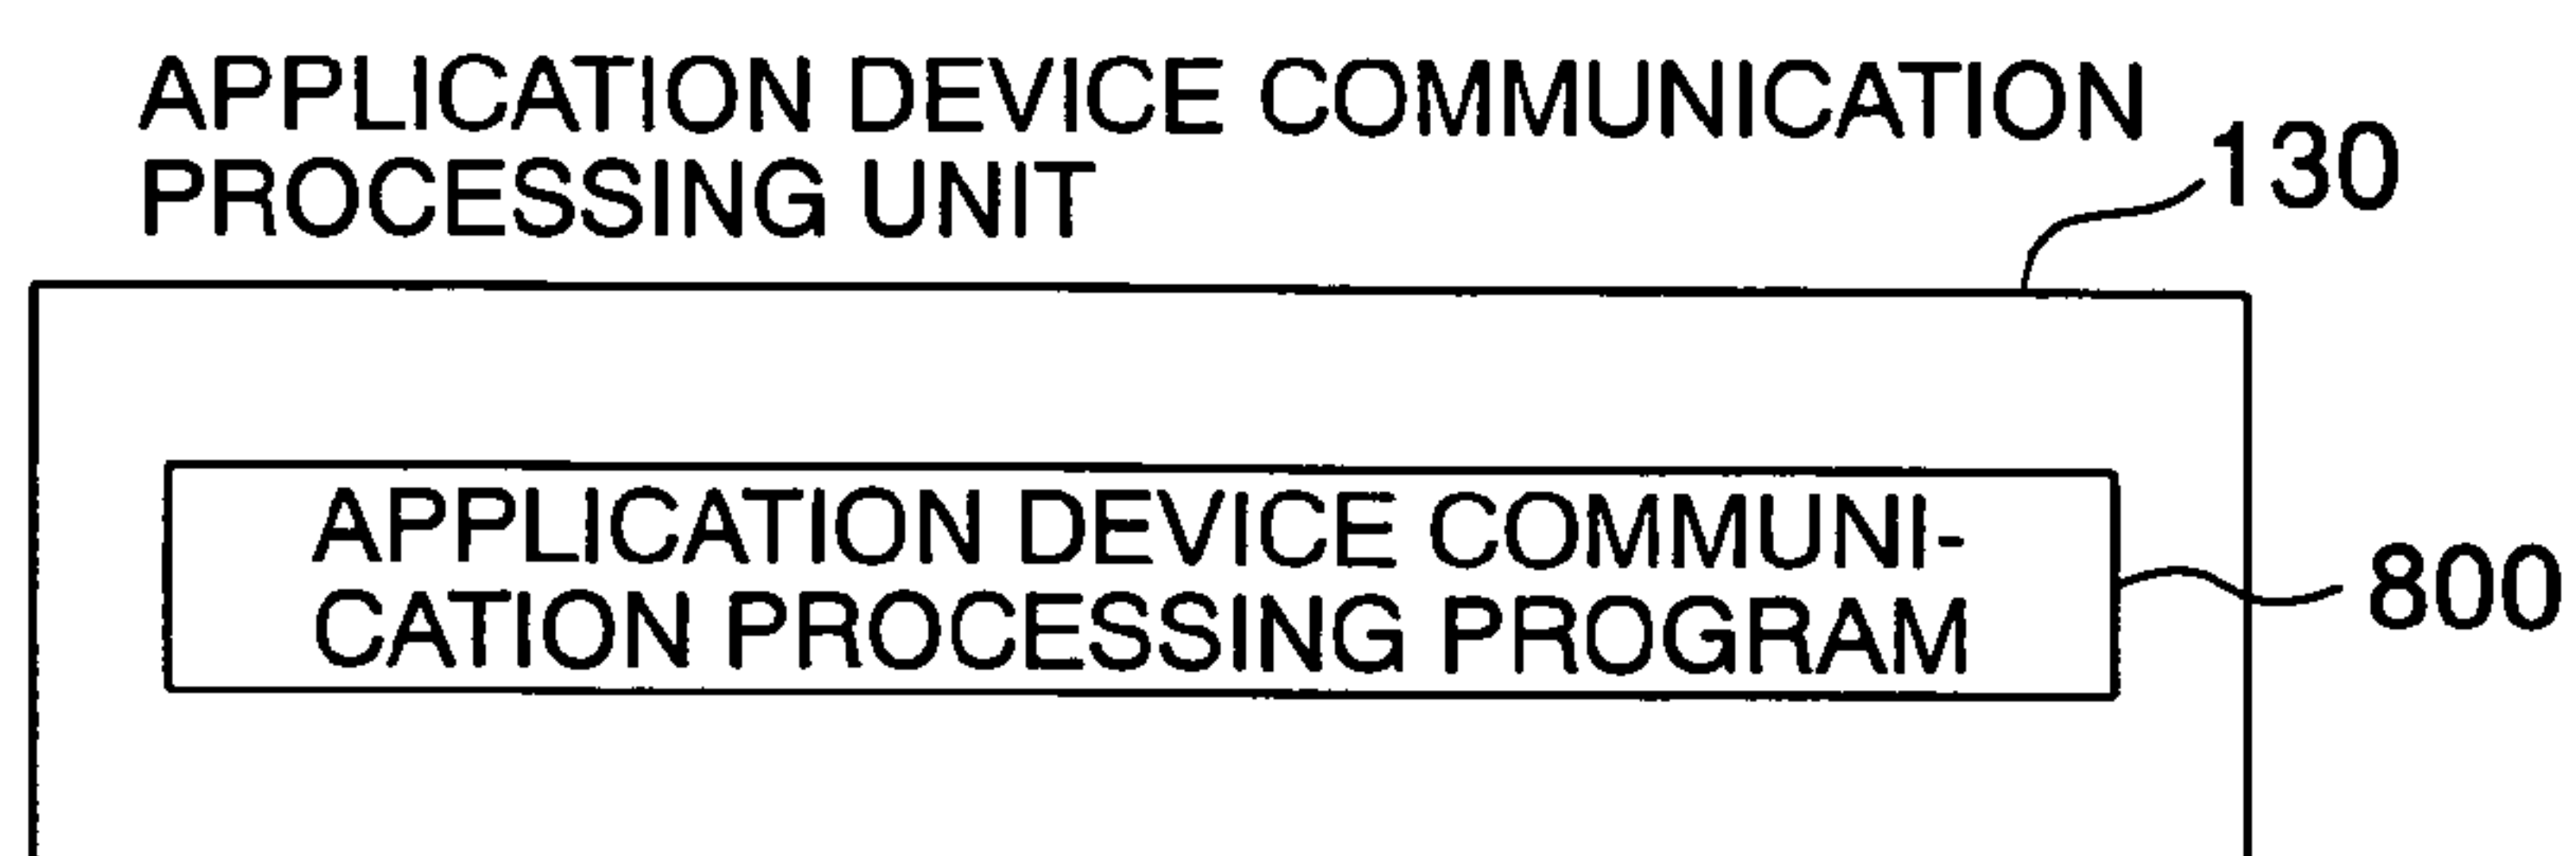 APPLICATION DEVICE COMMUNICATION
PROCESSING UNIT
130
APPLICATION DEVICE COMMUNI-
CATION PROCESSING PROGRAM
800